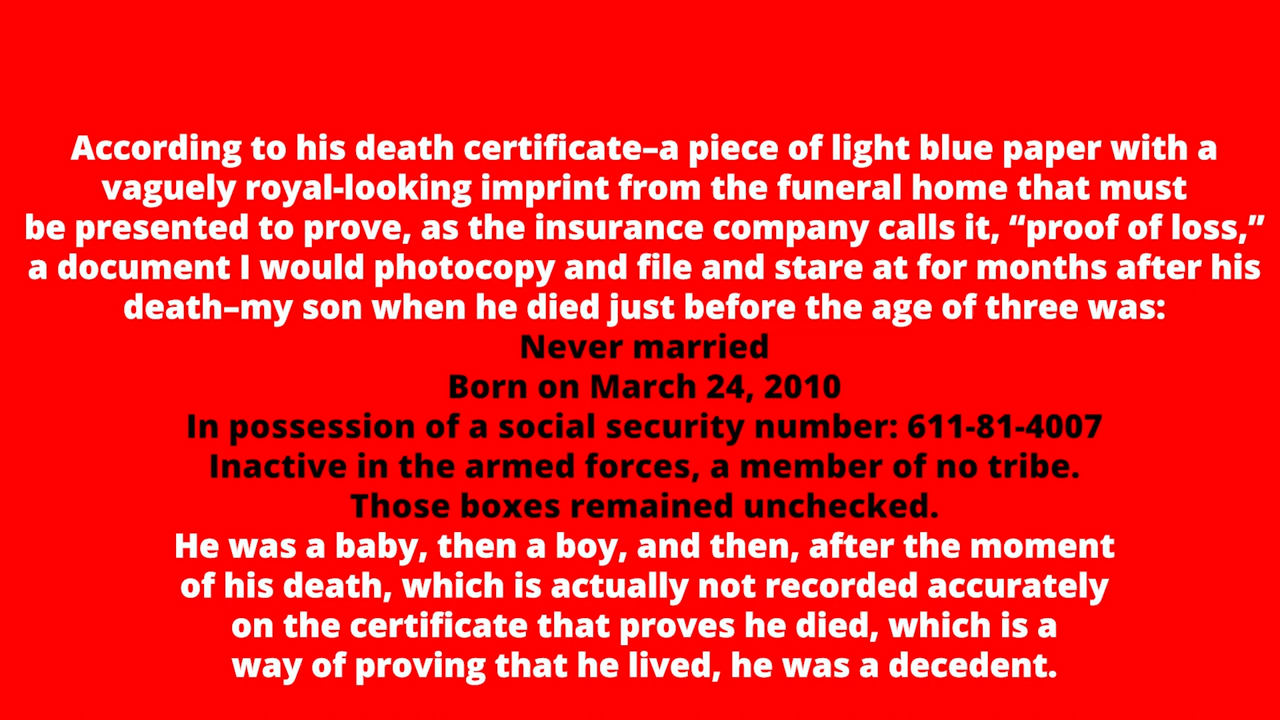 According to his death certificate–a piece of light blue paper with a
vaguely royal-looking imprint from the funeral home that must
be presented to prove, as the insurance company calls it, “proof of loss,”
a document I would photocopy and file and stare at for months after his
death–my son when he died just before the age of three was:
Never married
Born on March 24, 2010
In possession of a social security number: 611-81-4007
Inactive in the armed forces, a member of no tribe.
Those boxes remained unchecked.
He was a baby, then a boy, and then, after the moment
of his death, which is actually not recorded accurately
on the certificate that proves he died, which is a
way of proving that he lived, he was a decedent.